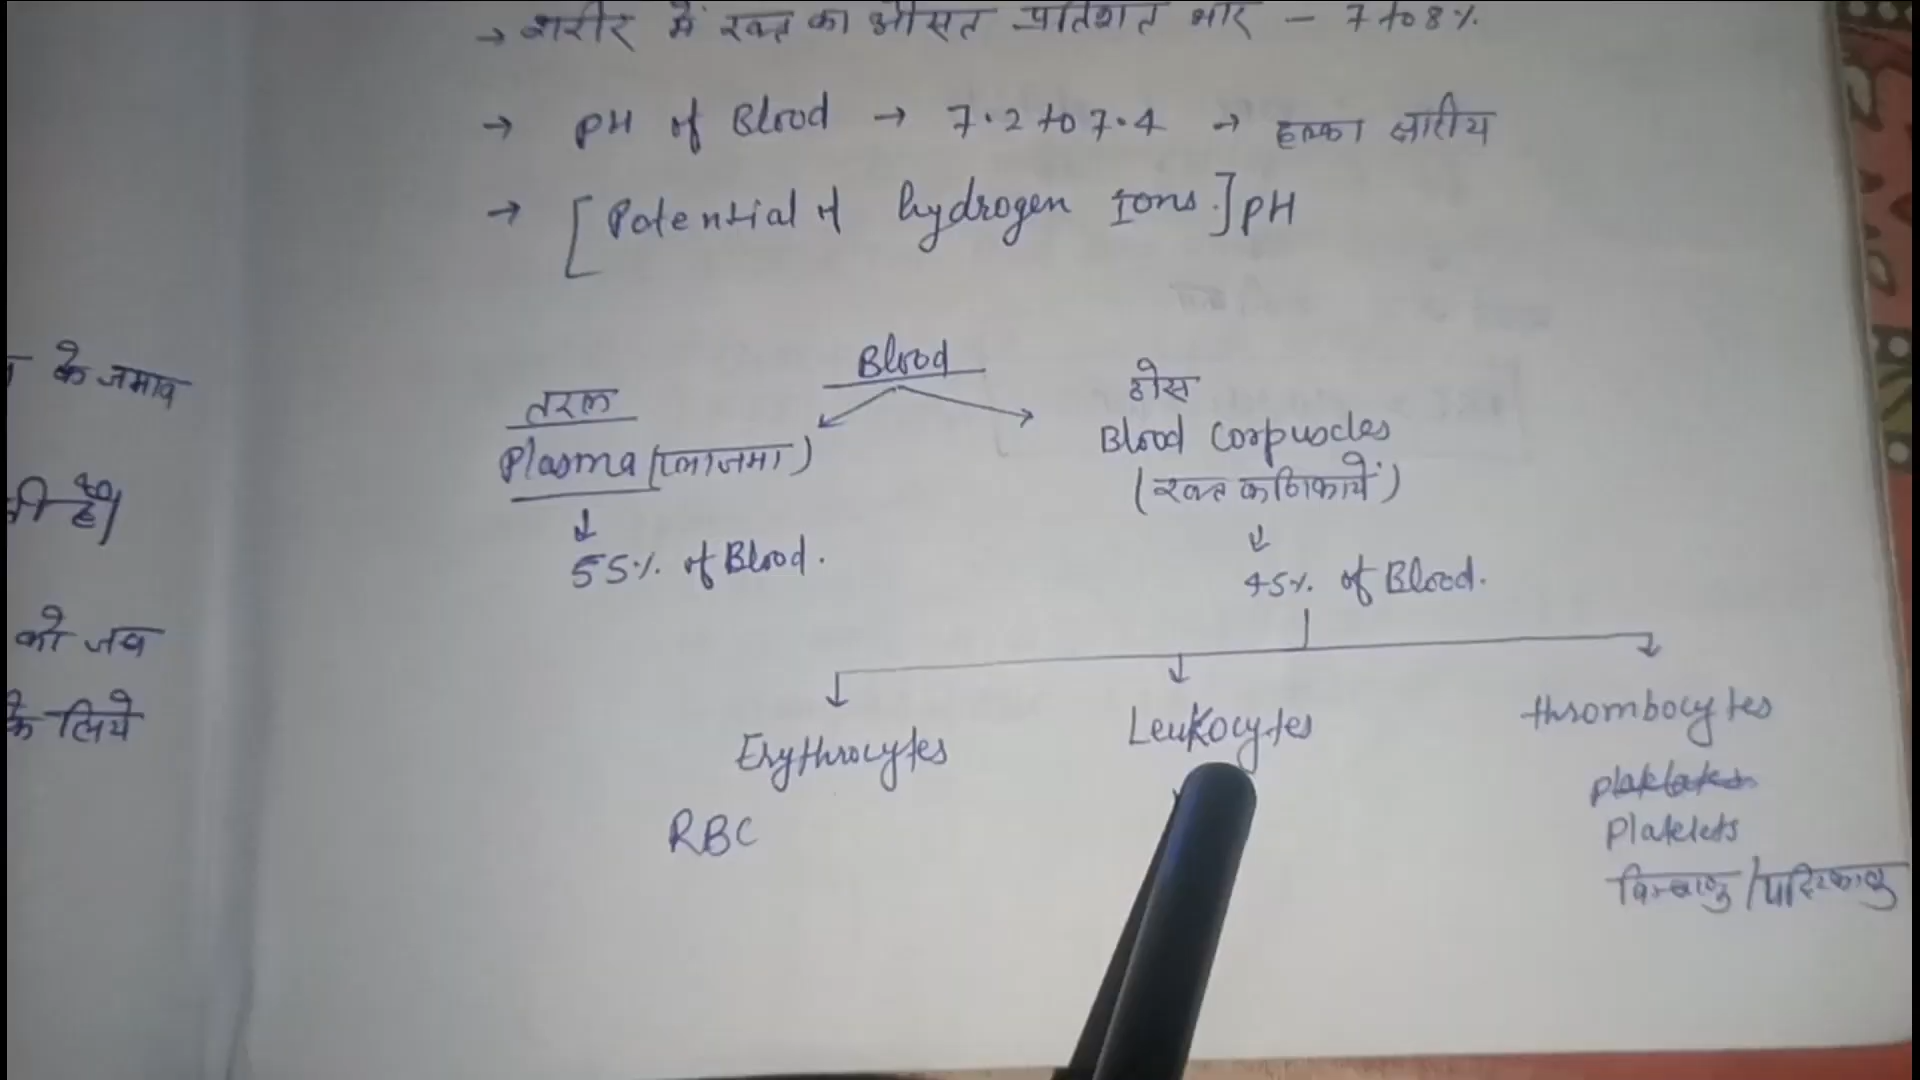 → शरीर में रक्त का औसत प्रतिशत भार – 7 to 8%
→ PH of Blood → 7.2 to 7.4 → हल्का क्षारीय
→ [Potential of hydrogen Ions.] PH
Blood
तरल
Plasma (प्लाजमा)
↓
55% of Blood.
ठोस
Blood Corpuscles
(रक्त कणिकायें)
↓
45% of Blood.
Erythrocytes
RBC
Leukocytes
thrombocytes
Platelets
बिम्बाणु/पट्टिकाणु
के जमाव
है।
को जब
के लिये